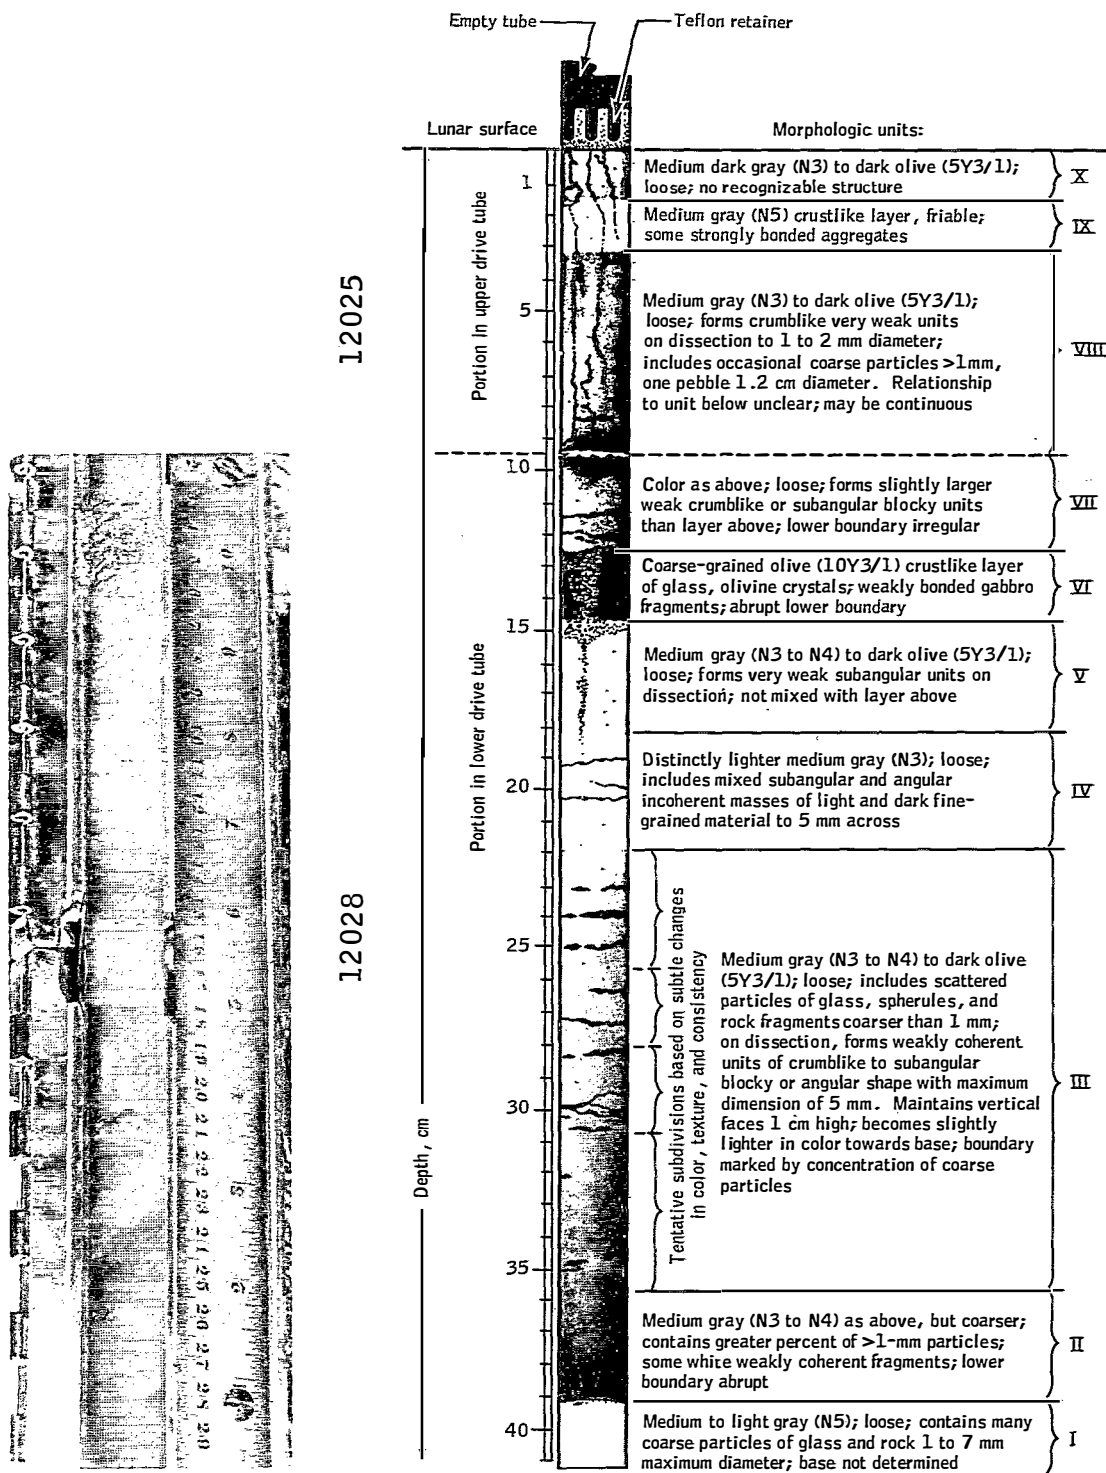 Empty tube
Teflon retainer
Lunar surface
Morphologic units:
Medium dark gray (N3) to dark olive (5Y3/1);
loose; no recognizable structure
X
1
Medium gray (N5) crustlike layer, friable;
some strongly bonded aggregates
IX
12025
Portion in upper drive tube
5
Medium gray (N3) to dark olive (5Y3/1);
loose; forms crumblike very weak units
on dissection to 1 to 2 mm diameter;
includes occasional coarse particles >1mm,
one pebble 1.2 cm diameter. Relationship
to unit below unclear; may be continuous
VIII
10
Color as above; loose; forms slightly larger
weak crumblike or subangular blocky units
than layer above; lower boundary irregular
VII
Coarse-grained olive (10Y3/1) crustlike layer
of glass, olivine crystals; weakly bonded gabbro
fragments; abrupt lower boundary
VI
15
Medium gray (N3 to N4) to dark olive (5Y3/1);
loose; forms very weak subangular units on
dissection; not mixed with layer above
V
Portion in lower drive tube
Distinctly lighter medium gray (N3); loose;
includes mixed subangular and angular
incoherent masses of light and dark fine-
grained material to 5 mm across
IV
20
12028
25
Tentative subdivisions based on subtle changes
in color, texture, and consistency
Medium gray (N3 to N4) to dark olive
(5Y3/1); loose; includes scattered
particles of glass, spherules, and
rock fragments coarser than 1 mm;
on dissection, forms weakly coherent
units of crumblike to subangular
blocky or angular shape with maximum
dimension of 5 mm. Maintains vertical
faces 1 cm high; becomes slightly
lighter in color towards base; boundary
marked by concentration of coarse
particles
III
30
Depth, cm
35
Medium gray (N3 to N4) as above, but coarser;
contains greater percent of >1-mm particles;
some white weakly coherent fragments; lower
boundary abrupt
II
40
Medium to light gray (N5); loose; contains many
coarse particles of glass and rock 1 to 7 mm
maximum diameter; base not determined
I
19
20
21
22
25
26
27
28